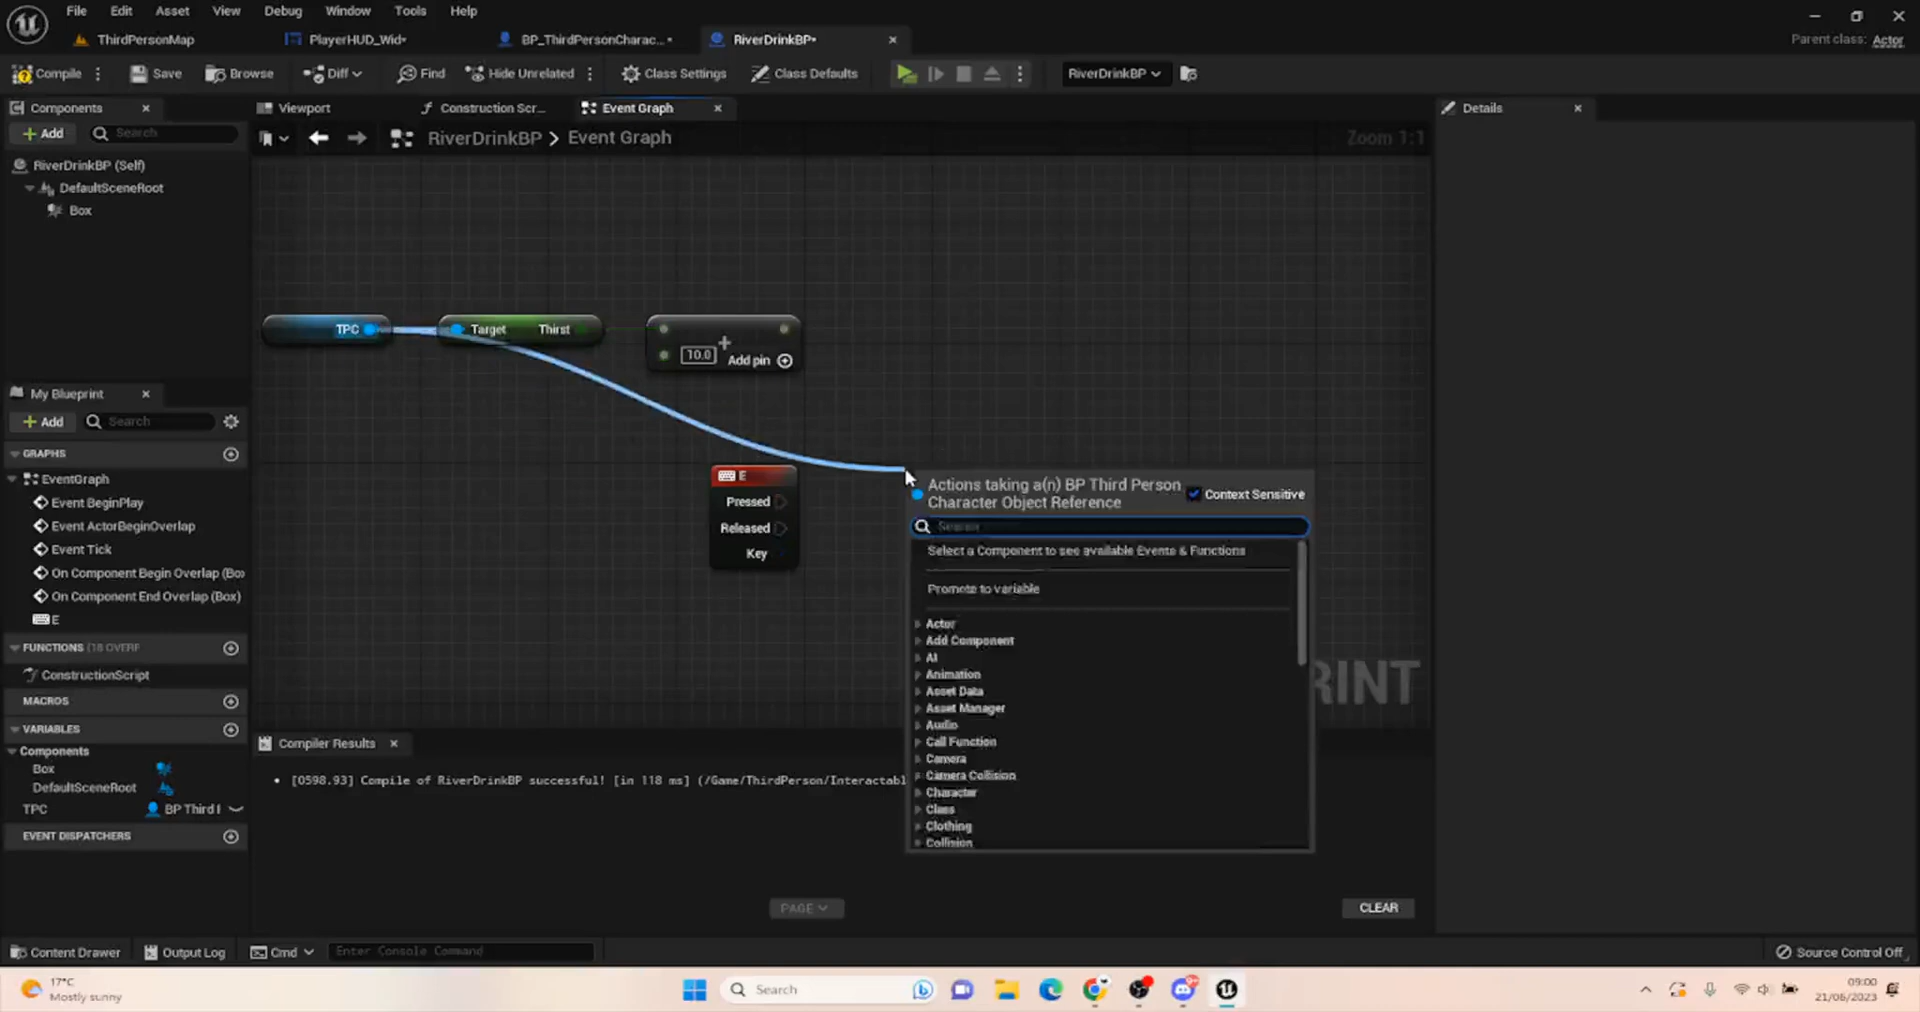 File Edit Asset View Debug Window Tools Help
ThirdPersonMap PlayerHUD_Wid* BP_ThirdPersonCharac...* RiverDrinkBP*
Parent class: Actor
Compile Save Browse Diff Find Hide Unrelated Class Settings Class Defaults RiverDrinkBP
Components Viewport Construction Scr... Event Graph Details
Add Search
RiverDrinkBP > Event Graph Zoom 1:1
RiverDrinkBP (Self)
DefaultSceneRoot
Box
TPC Target Thirst
10.0 Add pin
My Blueprint
Add Search
GRAPHS
EventGraph
Event BeginPlay
Event ActorBeginOverlap
Event Tick
On Component Begin Overlap (Box
On Component End Overlap (Box)
E
E
Pressed
Released
Key
Actions taking a(n) BP Third Person
Character Object Reference
Context Sensitive
Search
Select a Component to see available Events & Functions
Promote to variable
Actor
Add Component
AI
Animation
Asset Data
Asset Manager
Audio
Call Function
Camera
Camera Collision
Character
Class
Clothing
Collision
RINT
FUNCTIONS (18 OVERR
ConstructionScript
MACROS
VARIABLES
Components
Box
DefaultSceneRoot
TPC BP Third I
EVENT DISPATCHERS
Compiler Results
[0598.93] Compile of RiverDrinkBP successful! [in 118 ms] (/Game/ThirdPerson/Interactabl
PAGE CLEAR
Content Drawer Output Log Cmd Enter Console Command Source Control Off
17°C
Mostly sunny
Search
09:00
21/06/2023